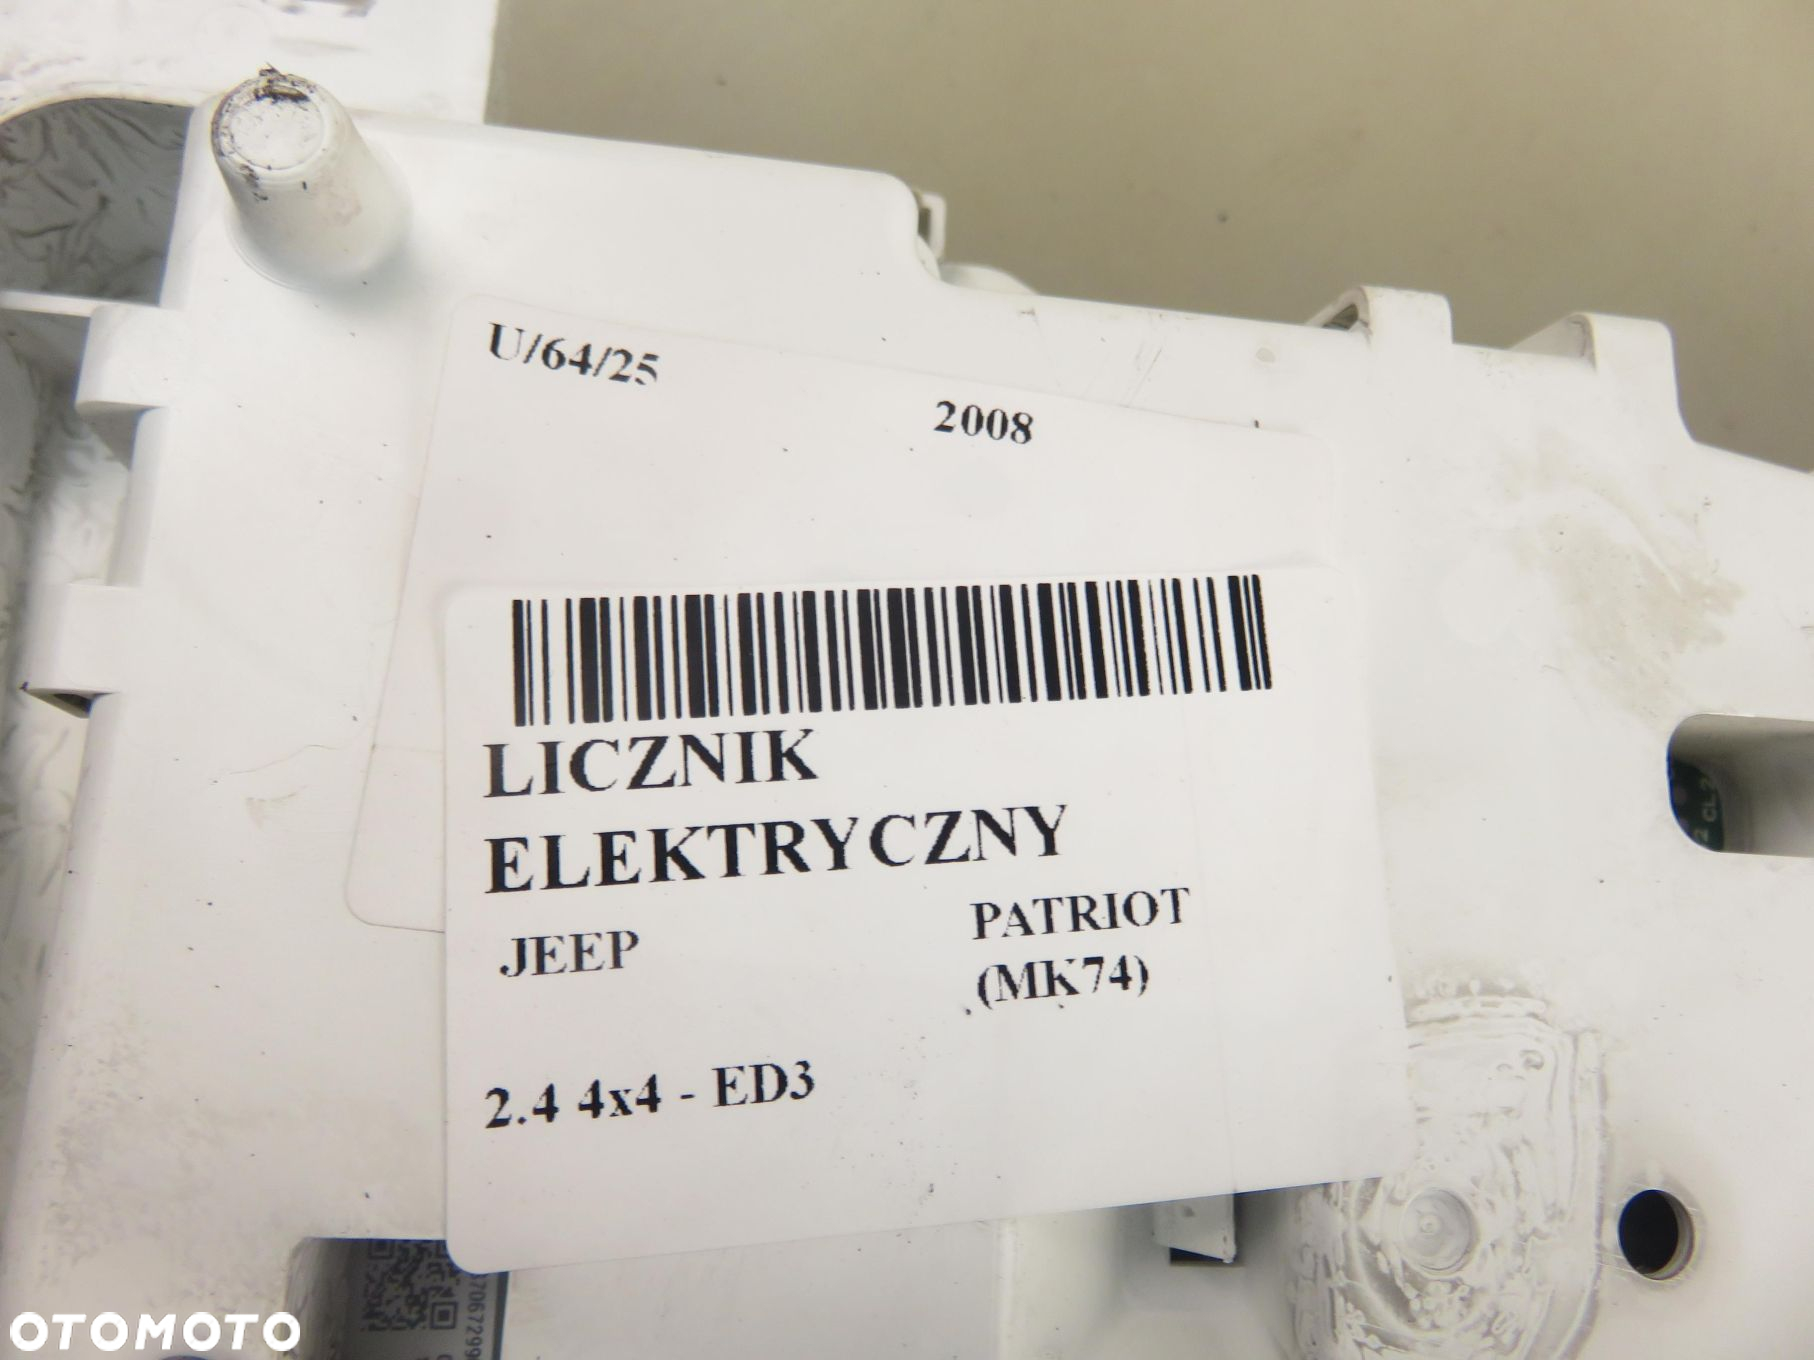 U/64/25
2008
LICZNIK
ELEKTRYCZNY
JEEP
PATRIOT
(MK74)
2.4 4x4 - ED3
OTOMOTO